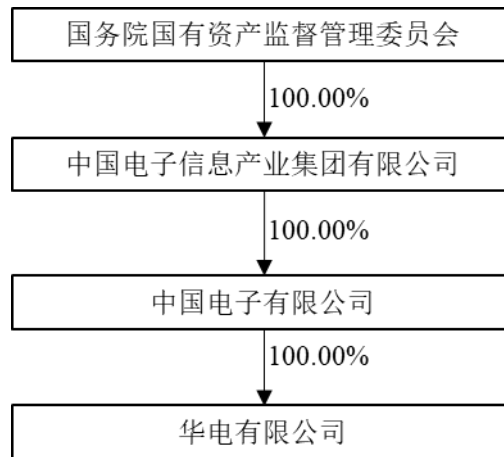 国务院国有资产监督管理委员会
100.00%
中国电子信息产业集团有限公司
100.00%
中国电子有限公司
100.00%
华电有限公司